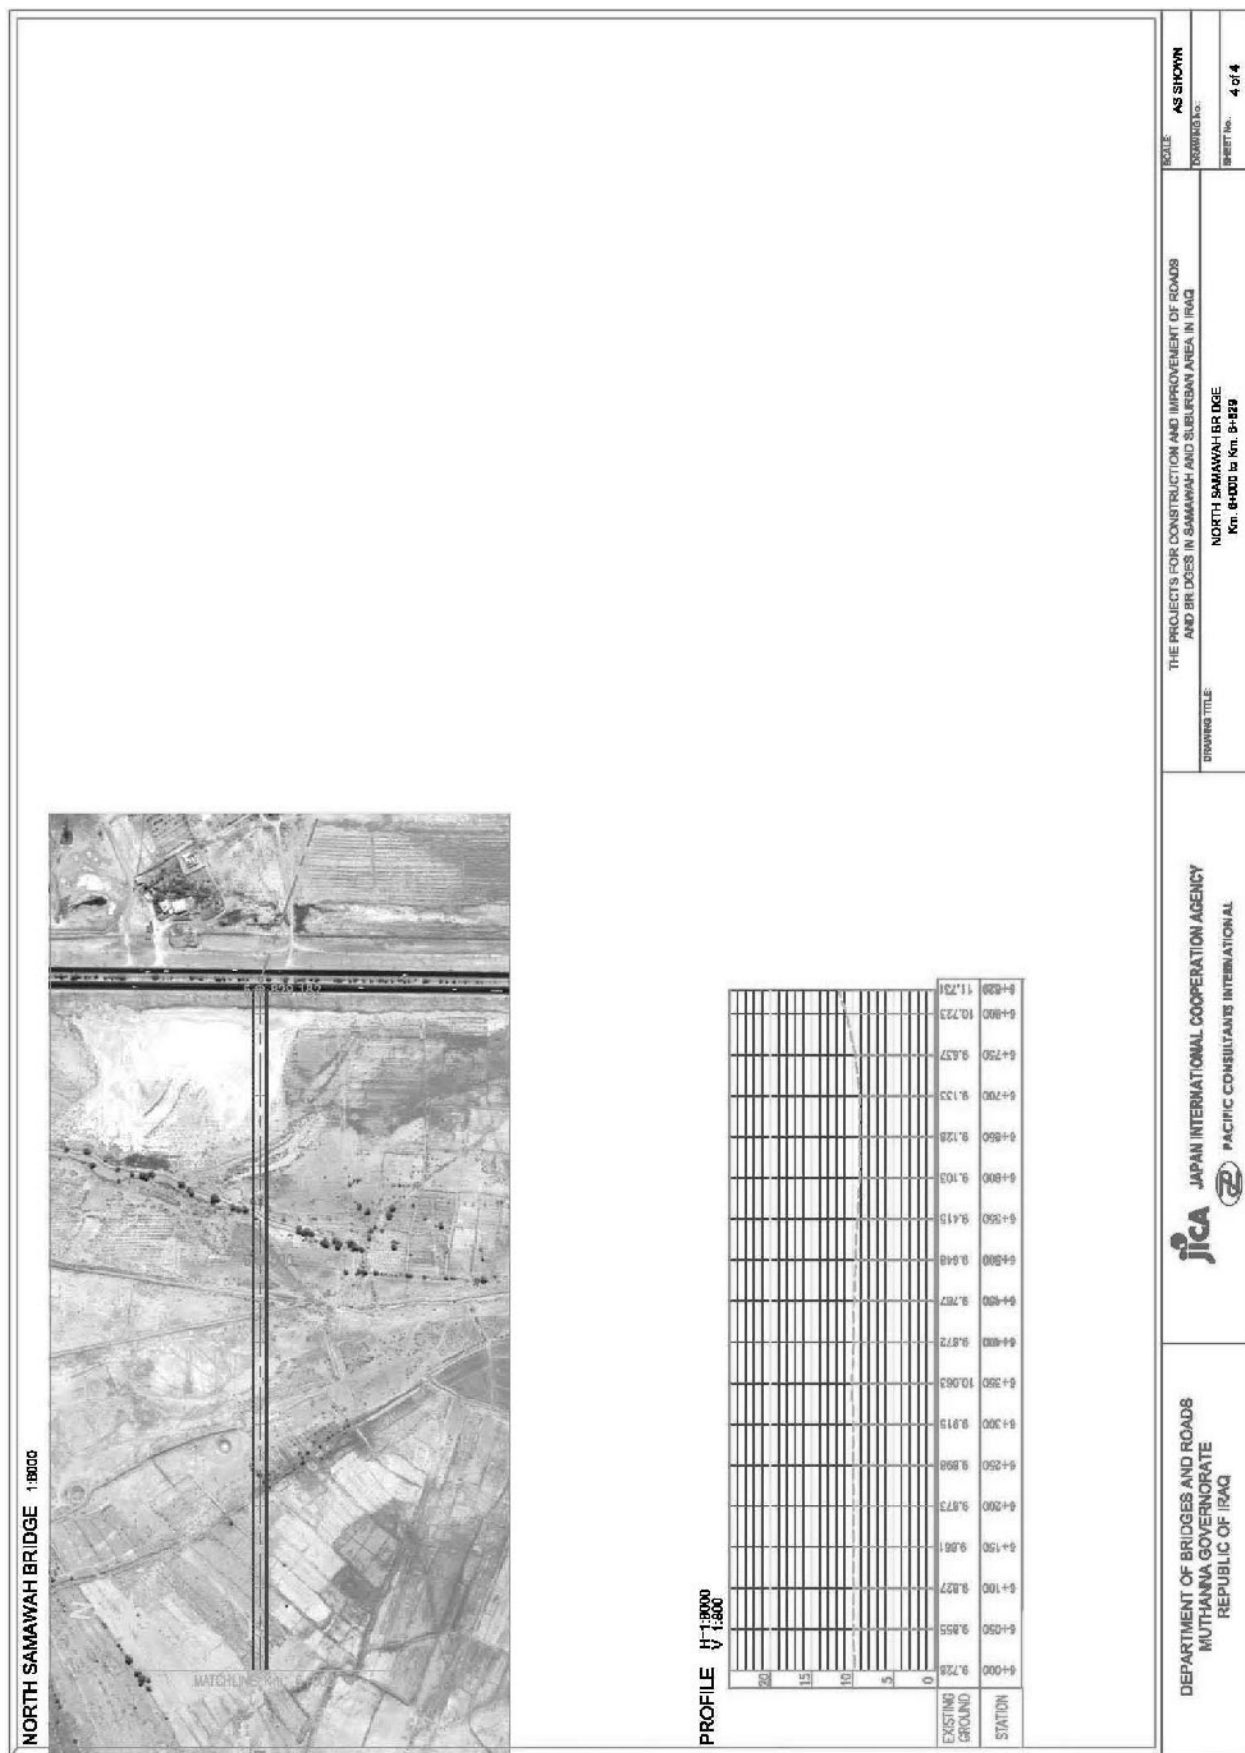 NORTH SAMAWAH BRIDGE 1:8000
N
MATCHLINE
PROFILE H=1:8000
V 1:800
20
15
10
5
0
EXISTING GROUND 9.728 9.855 9.827 9.861 9.873 9.898 9.915 10.063 9.872 9.787 9.648 9.415 9.103 9.128 9.133 9.637 10.723 11.731
STATION 6+000 6+050 6+100 6+150 6+200 6+250 6+300 6+350 6+400 6+450 6+500 6+550 6+600 6+650 6+700 6+750 6+800 6+829
DEPARTMENT OF BRIDGES AND ROADS
MUTHANNA GOVERNORATE
REPUBLIC OF IRAQ
jICA JAPAN INTERNATIONAL COOPERATION AGENCY
PACIFIC CONSULTANTS INTERNATIONAL
THE PROJECTS FOR CONSTRUCTION AND IMPROVEMENT OF ROADS
AND BRIDGES IN SAMAWAH AND SUBURBAN AREA IN IRAQ
DRAWING TITLE:
NORTH SAMAWAH BRIDGE
Km. 6+000 to Km. 6+829
SCALE: AS SHOWN
DRAWING No.:
SHEET No.: 4 of 4